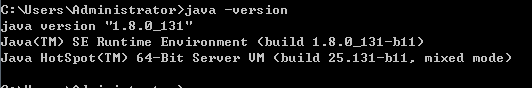 C:\Users\Administrator>java -version
java version "1.8.0_131"
Java(TM) SE Runtime Environment (build 1.8.0_131-b11)
Java HotSpot(TM) 64-Bit Server VM (build 25.131-b11, mixed mode)